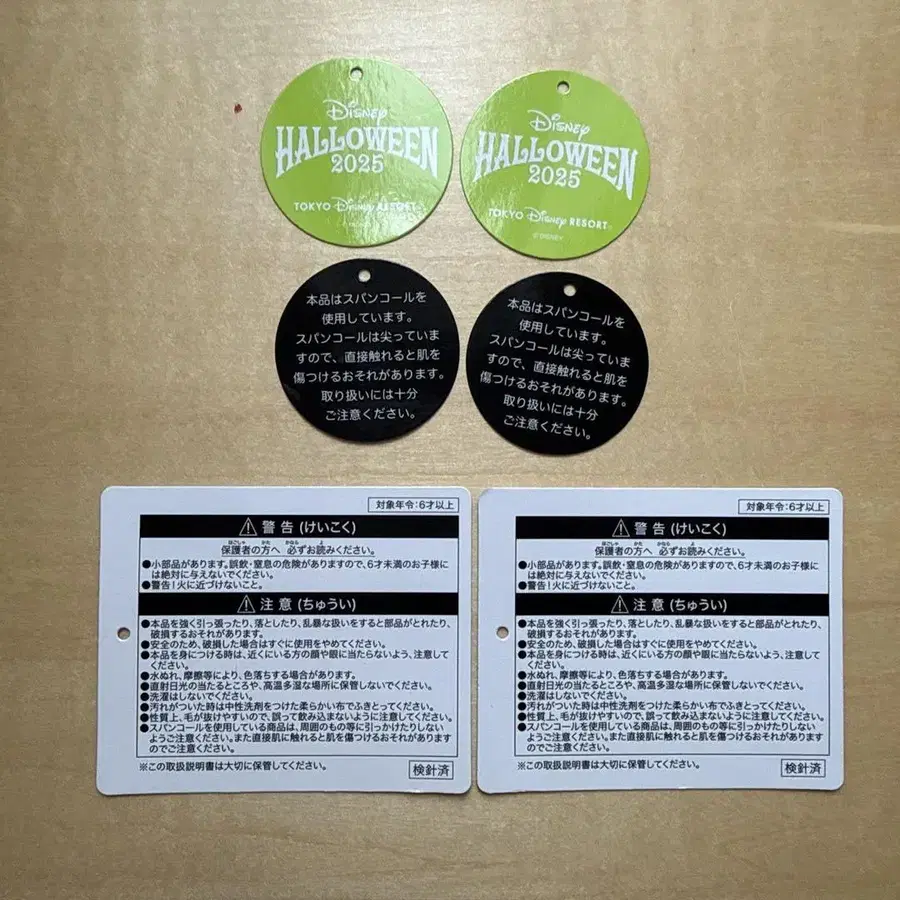 Disney
HALLOWEEN
2025
TOKYO Disney RESORT
Disney
HALLOWEEN
2025
TOKYO Disney RESORT
© DISNEY
本品はスパンコールを
使用しています。
スパンコールは尖っていま
すので、直接触れると肌を
傷つけるおそれがあります。
取り扱いには十分
ご注意ください。
本品はスパンコールを
使用しています。
スパンコールは尖っていま
すので、直接触れると肌を
傷つけるおそれがあります。
取り扱いには十分
ご注意ください。
対象年令:6才以上
警告(けいこく)
ほごしゃ かた かなら よ
保護者の方へ 必ずお読みください。
●小部品があります。誤飲・窒息の危険がありますので、6才未満のお子様に
は絶対に与えないでください。
●警告!火に近づけないこと。
注意(ちゅうい)
●本品を強く引っ張ったり、落としたり、乱暴な扱いをすると部品がとれたり、
破損するおそれがあります。
●安全のため、破損した場合はすぐに使用をやめてください。
●本品を身につける時は、近くにいる方の顔や眼に当たらないよう、注意して
ください。
●水ぬれ、摩擦等により、色落ちする場合があります。
●直射日光の当たるところや、高温多湿な場所に保管しないでください。
●洗濯はしないでください。
●汚れがついた時は中性洗剤をつけた柔らかい布でふきとってください。
●性質上、毛が抜けやすいので、誤って飲み込まないように注意してください。
●スパンコールを使用している商品は、周囲のもの等に引っかけたりしない
ようご注意ください。また直接肌に触れると肌を傷つけるおそれがあります
のでご注意ください。
※この取扱説明書は大切に保管してください。
検針済
対象年令:6才以上
警告(けいこく)
ほごしゃ かた かなら よ
保護者の方へ 必ずお読みください。
●小部品があります。誤飲・窒息の危険がありますので、6才未満のお子様に
は絶対に与えないでください。
●警告!火に近づけないこと。
注意(ちゅうい)
●本品を強く引っ張ったり、落としたり、乱暴な扱いをすると部品がとれたり、
破損するおそれがあります。
●安全のため、破損した場合はすぐに使用をやめてください。
●本品を身につける時は、近くにいる方の顔や眼に当たらないよう、注意して
ください。
●水ぬれ、摩擦等により、色落ちする場合があります。
●直射日光の当たるところや、高温多湿な場所に保管しないでください。
●洗濯はしないでください。
●汚れがついた時は中性洗剤をつけた柔らかい布でふきとってください。
●性質上、毛が抜けやすいので、誤って飲み込まないように注意してください。
●スパンコールを使用している商品は、周囲のもの等に引っかけたりしない
ようご注意ください。また直接肌に触れると肌を傷つけるおそれがあります
のでご注意ください。
※この取扱説明書は大切に保管してください。
検針済